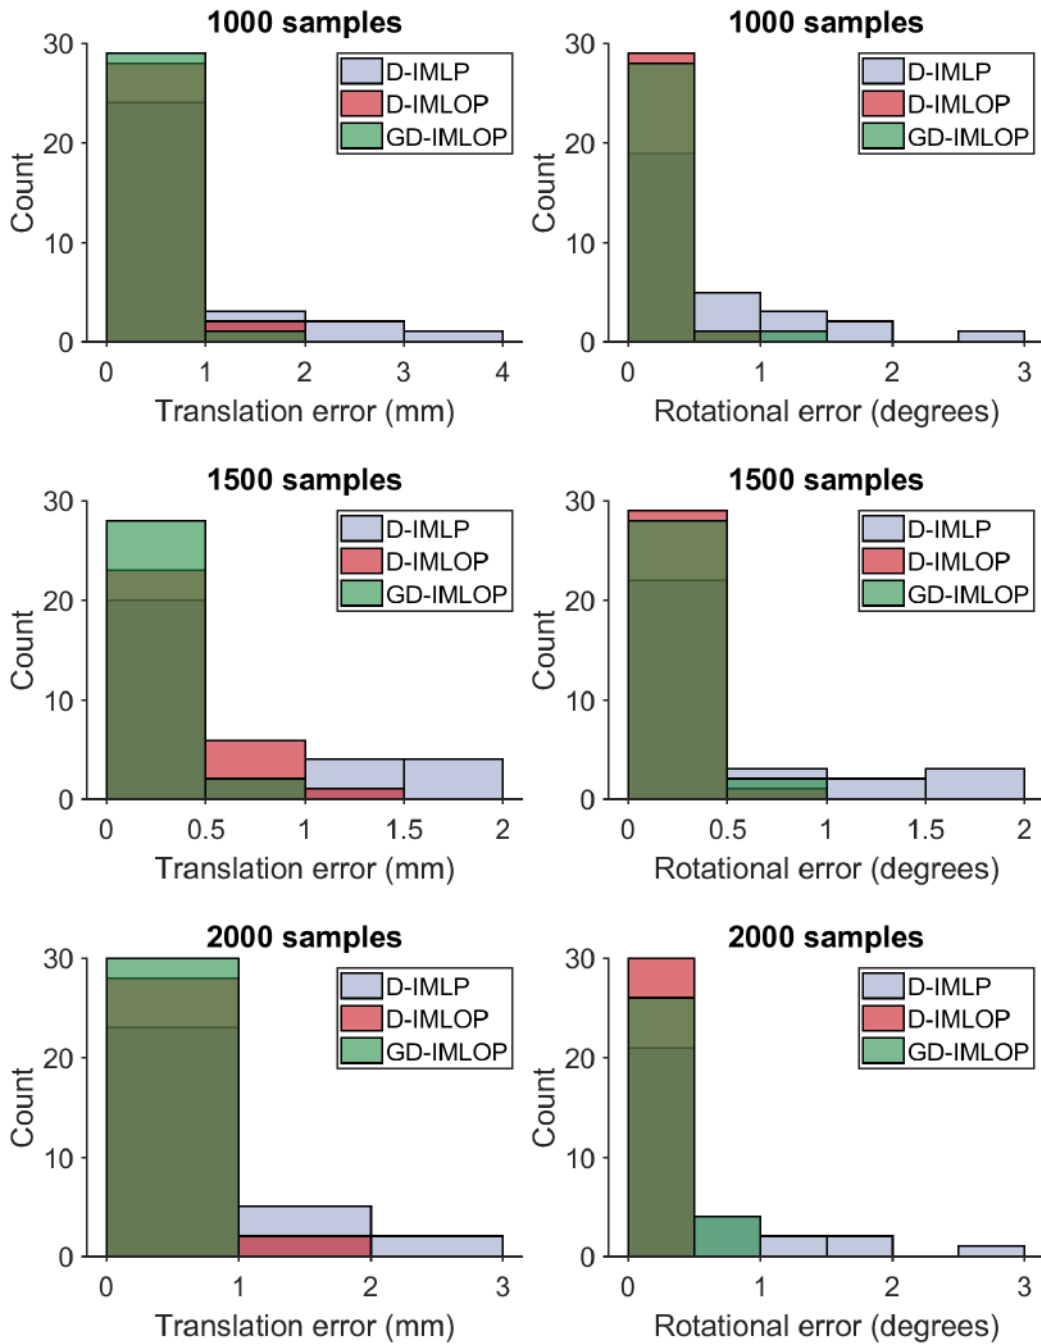 1000 samples
30
20
10
0
Count
D-IMLP
D-IMLOP
GD-IMLOP
0 1 2 3 4
Translation error (mm)
1000 samples
30
20
10
0
Count
D-IMLP
D-IMLOP
GD-IMLOP
0 1 2 3
Rotational error (degrees)
1500 samples
30
20
10
0
Count
D-IMLP
D-IMLOP
GD-IMLOP
0 0.5 1 1.5 2
Translation error (mm)
1500 samples
30
20
10
0
Count
D-IMLP
D-IMLOP
GD-IMLOP
0 0.5 1 1.5 2
Rotational error (degrees)
2000 samples
30
20
10
0
Count
D-IMLP
D-IMLOP
GD-IMLOP
0 1 2 3
Translation error (mm)
2000 samples
30
20
10
0
Count
D-IMLP
D-IMLOP
GD-IMLOP
0 1 2 3
Rotational error (degrees)